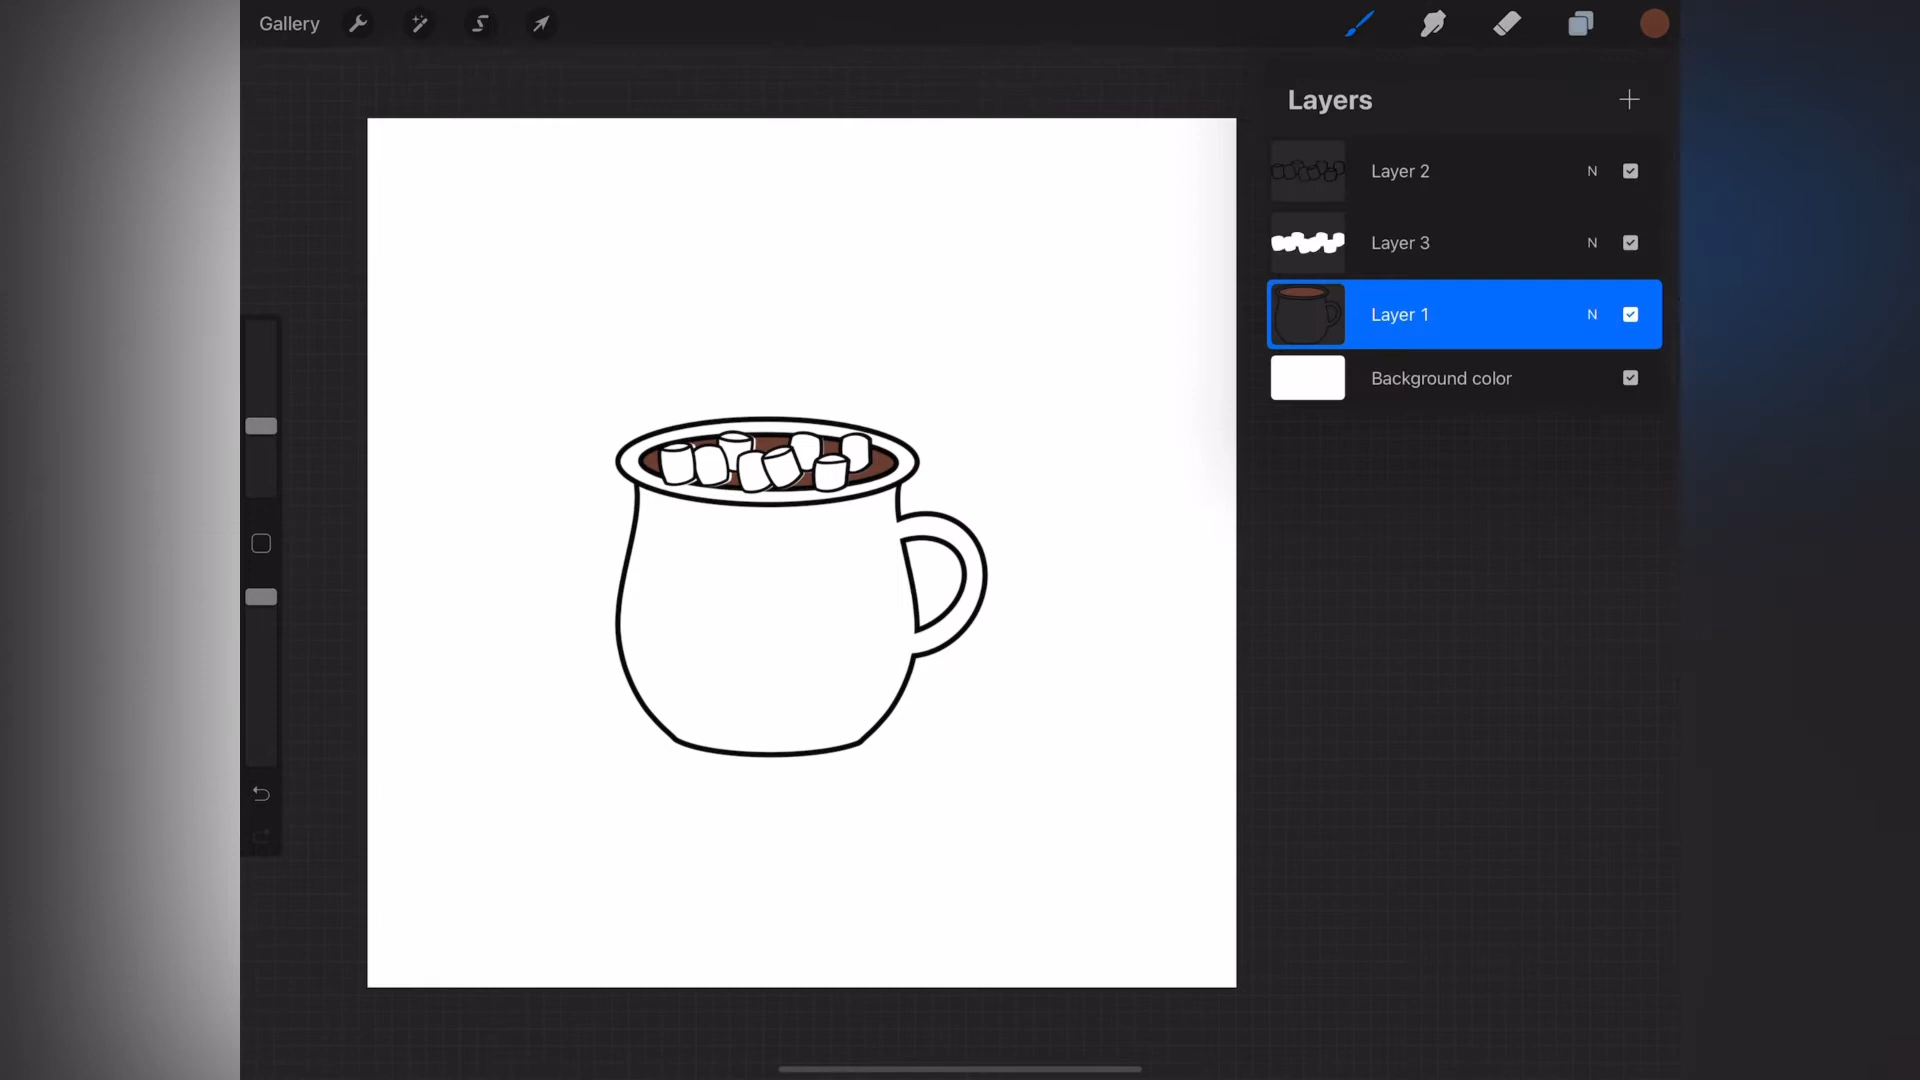 Gallery
Layers
Layer 2 N
Layer 3 N
Layer 1 N
Background color